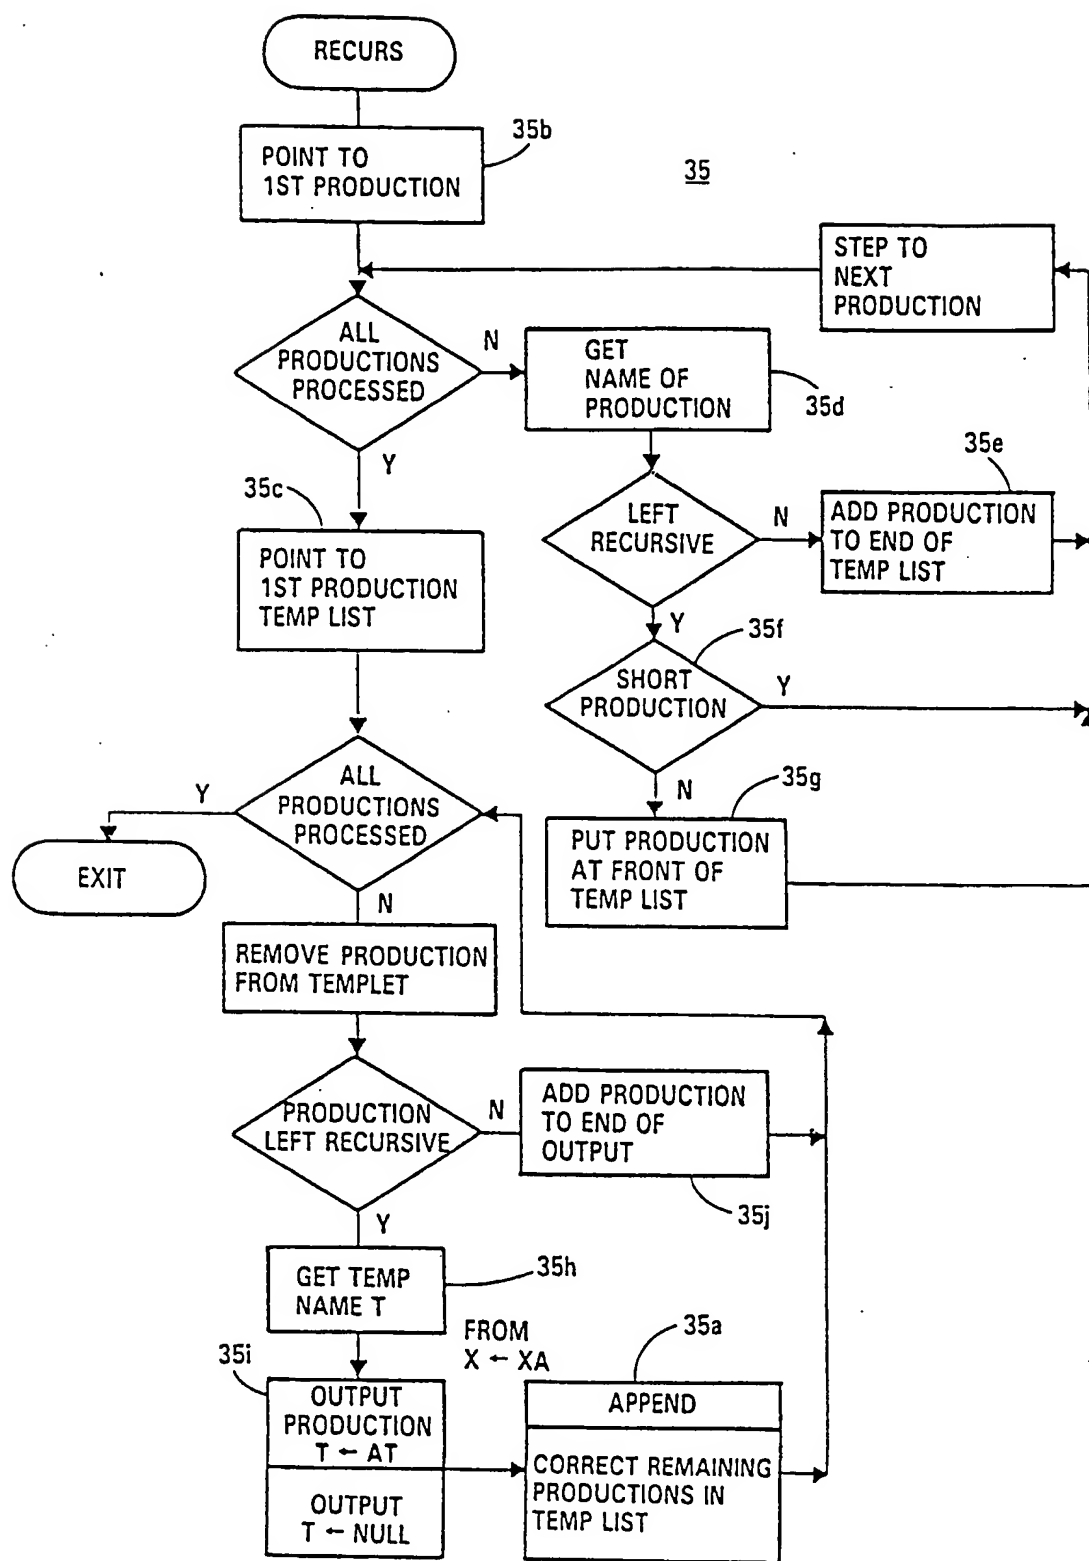 RECURS
35b
POINT TO
1ST PRODUCTION
35
STEP TO
NEXT
PRODUCTION
ALL
PRODUCTIONS
PROCESSED
N
GET
NAME OF
PRODUCTION
35d
Y
35c
35e
LEFT
RECURSIVE
N
ADD PRODUCTION
TO END OF
TEMP LIST
POINT TO
1ST PRODUCTION
TEMP LIST
Y
35f
SHORT
PRODUCTION
Y
N
35g
ALL
PRODUCTIONS
PROCESSED
Y
EXIT
PUT PRODUCTION
AT FRONT OF
TEMP LIST
N
REMOVE PRODUCTION
FROM TEMPLET
PRODUCTION
LEFT RECURSIVE
N
ADD PRODUCTION
TO END OF
OUTPUT
35j
Y
GET TEMP
NAME T
35h
FROM
X ← XA
35a
35i
OUTPUT
PRODUCTION
T ← AT
OUTPUT
T ← NULL
APPEND
CORRECT REMAINING
PRODUCTIONS IN
TEMP LIST